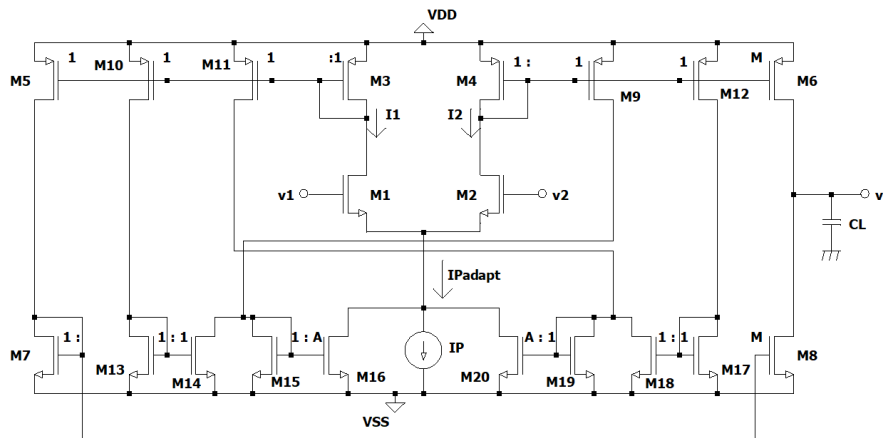 VDD
1 1 1 :1 1 : 1 1 M
M5 M10 M11 M3 M4 M9 M12 M6
I1 I2
v1 M1 M2 v2 v
CL
IPadapt
1 : 1 : 1 1 : A IP A : 1 1 : 1 M
M7 M13 M14 M15 M16 M20 M19 M18 M17 M8
VSS